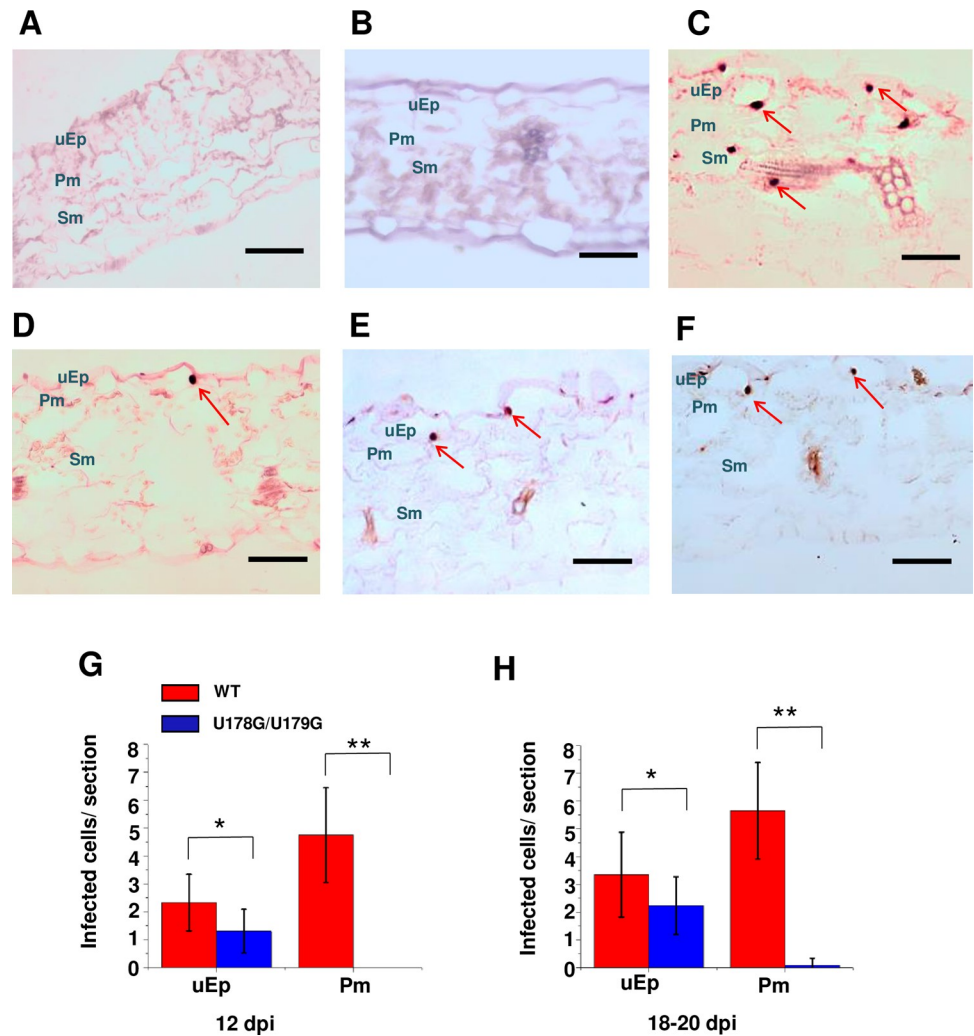 A
B
C
uEp
Pm
Sm
uEp
Pm
Sm
uEp
Pm
Sm
D
E
F
uEp
Pm
Sm
uEp
Pm
Sm
uEp
Pm
Sm
G
WT
U178G/U179G
Infected cells/ section
8
7
6
5
4
3
2
1
0
*
**
uEp
Pm
12 dpi
H
Infected cells/ section
8
7
6
5
4
3
2
1
0
*
**
uEp
Pm
18-20 dpi